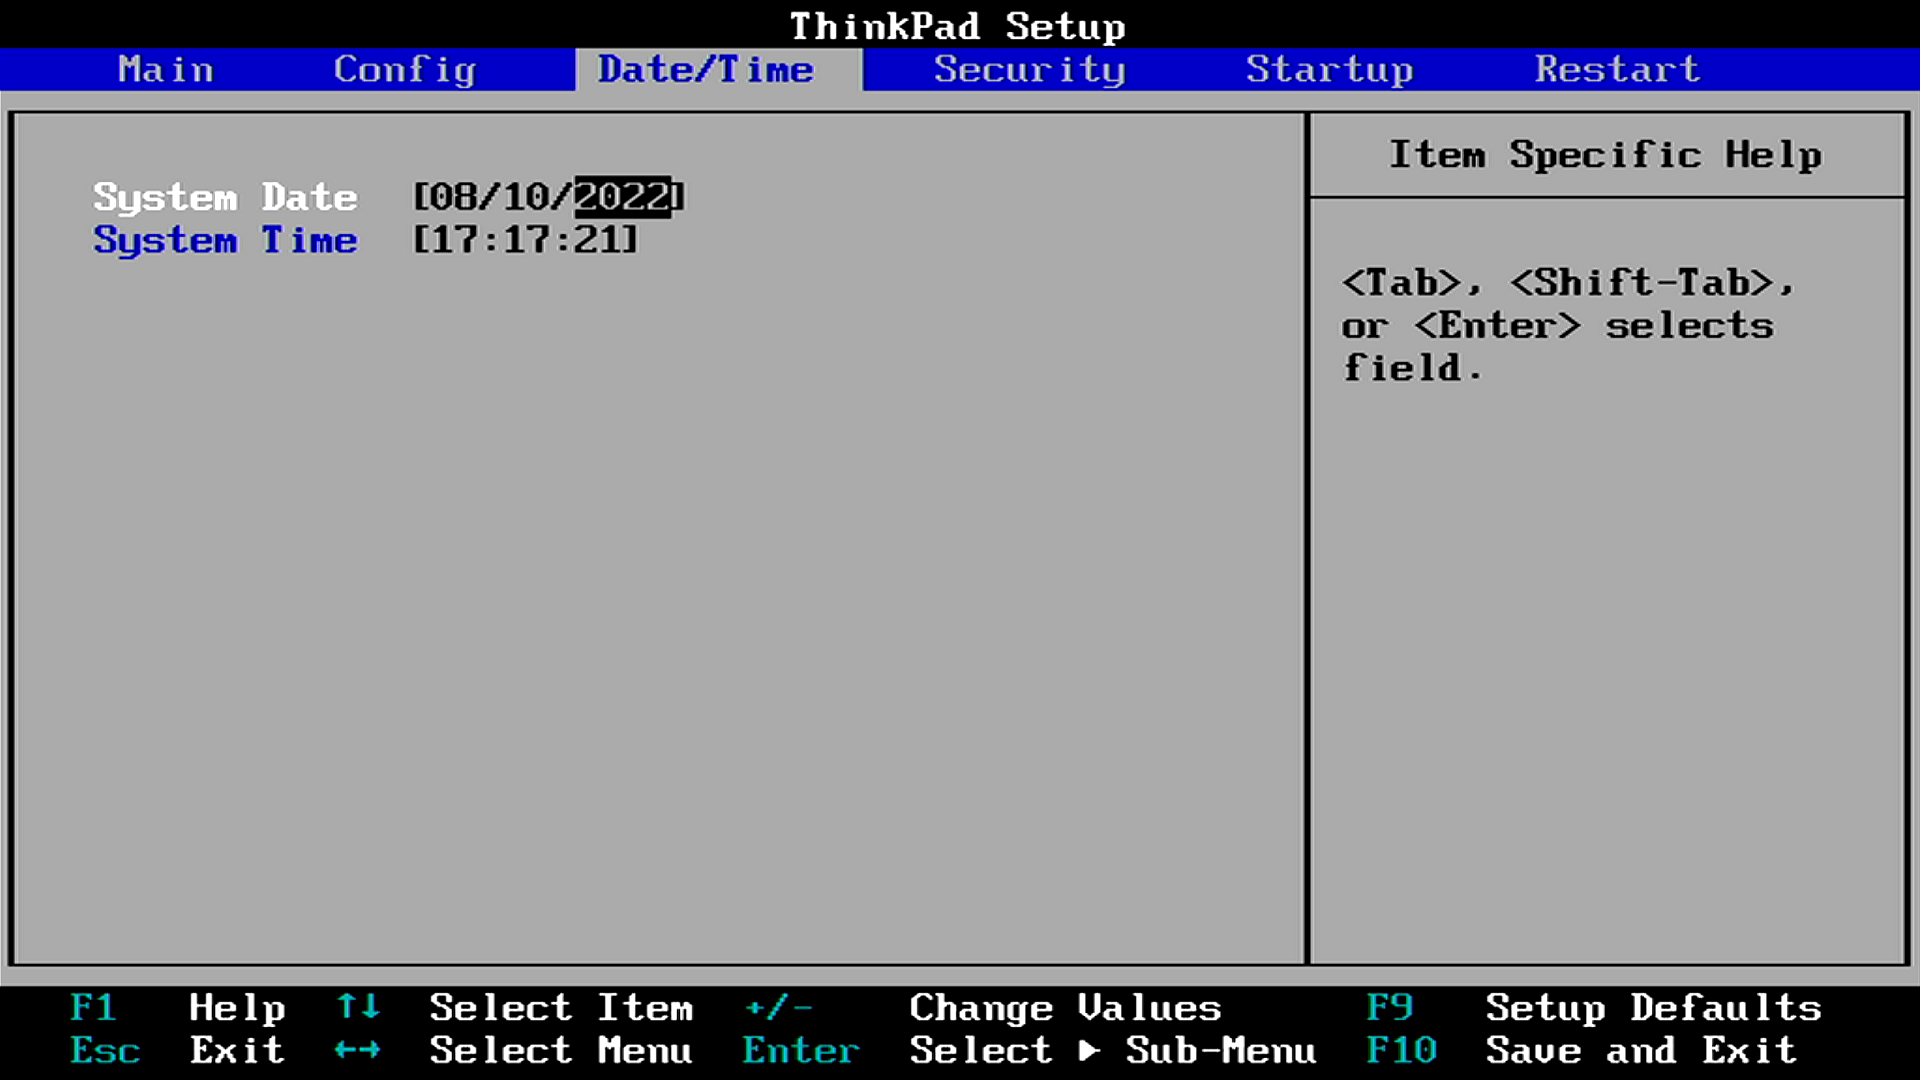 ThinkPad Setup
Main Config Date/Time Security Startup Restart
Item Specific Help
System Date [08/10/2022]
System Time [17:17:21]
<Tab>, <Shift-Tab>,
or <Enter> selects
field.
F1 Help ↑↓ Select Item +/- Change Values F9 Setup Defaults
Esc Exit ←→ Select Menu Enter Select ▶ Sub-Menu F10 Save and Exit